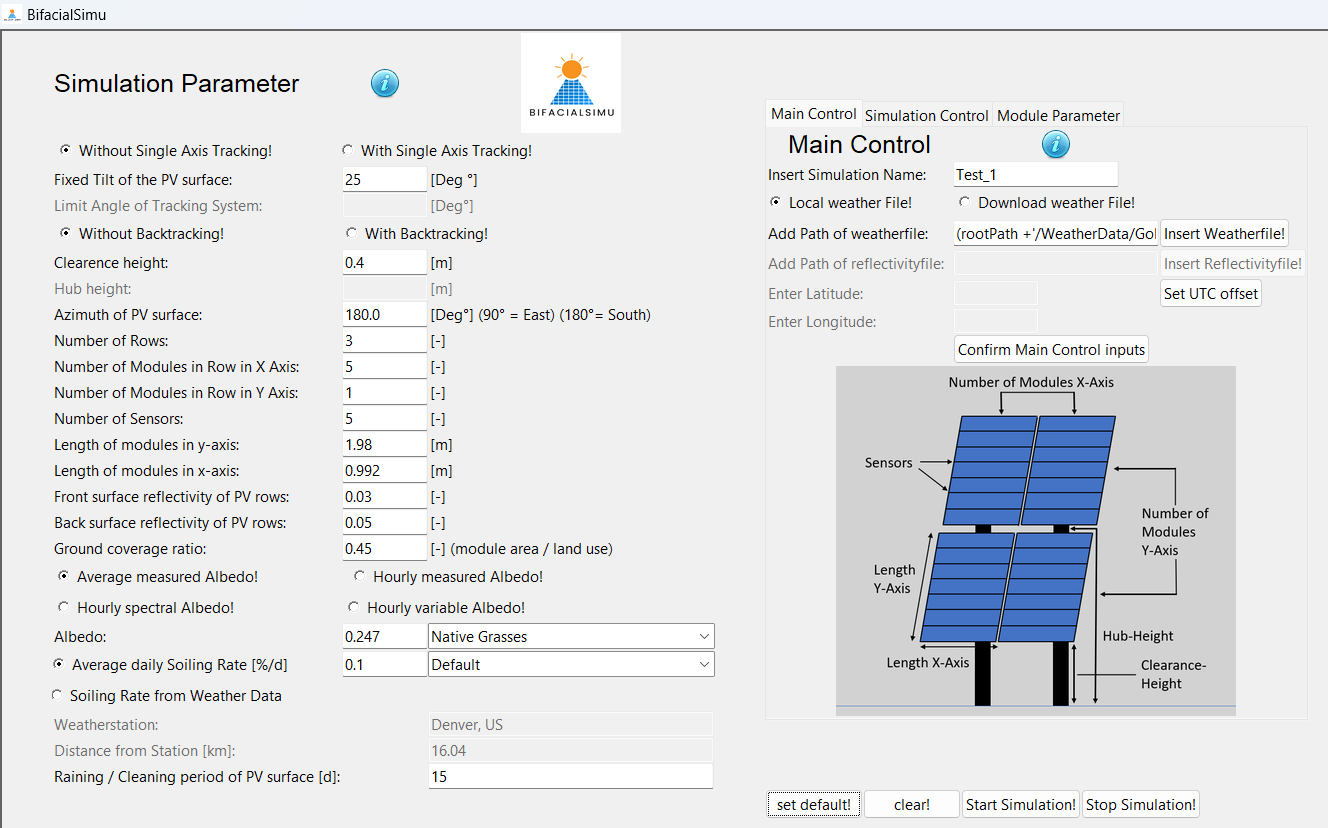 BifacialSimu
Simulation Parameter
BIFACIALSIMU
Without Single Axis Tracking!
With Single Axis Tracking!
Fixed Tilt of the PV surface:
25
[Deg °]
Limit Angle of Tracking System:
[Deg°]
Without Backtracking!
With Backtracking!
Clearence height:
0.4
[m]
Hub height:
[m]
Azimuth of PV surface:
180.0
[Deg°] (90° = East) (180°= South)
Number of Rows:
3
[-]
Number of Modules in Row in X Axis:
5
[-]
Number of Modules in Row in Y Axis:
1
[-]
Number of Sensors:
5
[-]
Length of modules in y-axis:
1.98
[m]
Length of modules in x-axis:
0.992
[m]
Front surface reflectivity of PV rows:
0.03
[-]
Back surface reflectivity of PV rows:
0.05
[-]
Ground coverage ratio:
0.45
[-] (module area / land use)
Average measured Albedo!
Hourly measured Albedo!
Hourly spectral Albedo!
Hourly variable Albedo!
Albedo:
0.247
Native Grasses
Average daily Soiling Rate [%/d]
0.1
Default
Soiling Rate from Weather Data
Weatherstation:
Denver, US
Distance from Station [km]:
16.04
Raining / Cleaning period of PV surface [d]:
15
Main Control
Simulation Control
Module Parameter
Main Control
Insert Simulation Name:
Test_1
Local weather File!
Download weather File!
Add Path of weatherfile:
(rootPath +'/WeatherData/Gol
Insert Weatherfile!
Add Path of reflectivityfile:
Insert Reflectivityfile!
Enter Latitude:
Set UTC offset
Enter Longitude:
Confirm Main Control inputs
Number of Modules X-Axis
Sensors
Number of
Modules
Y-Axis
Length
Y-Axis
Hub-Height
Length X-Axis
Clearance-
Height
set default!
clear!
Start Simulation!
Stop Simulation!